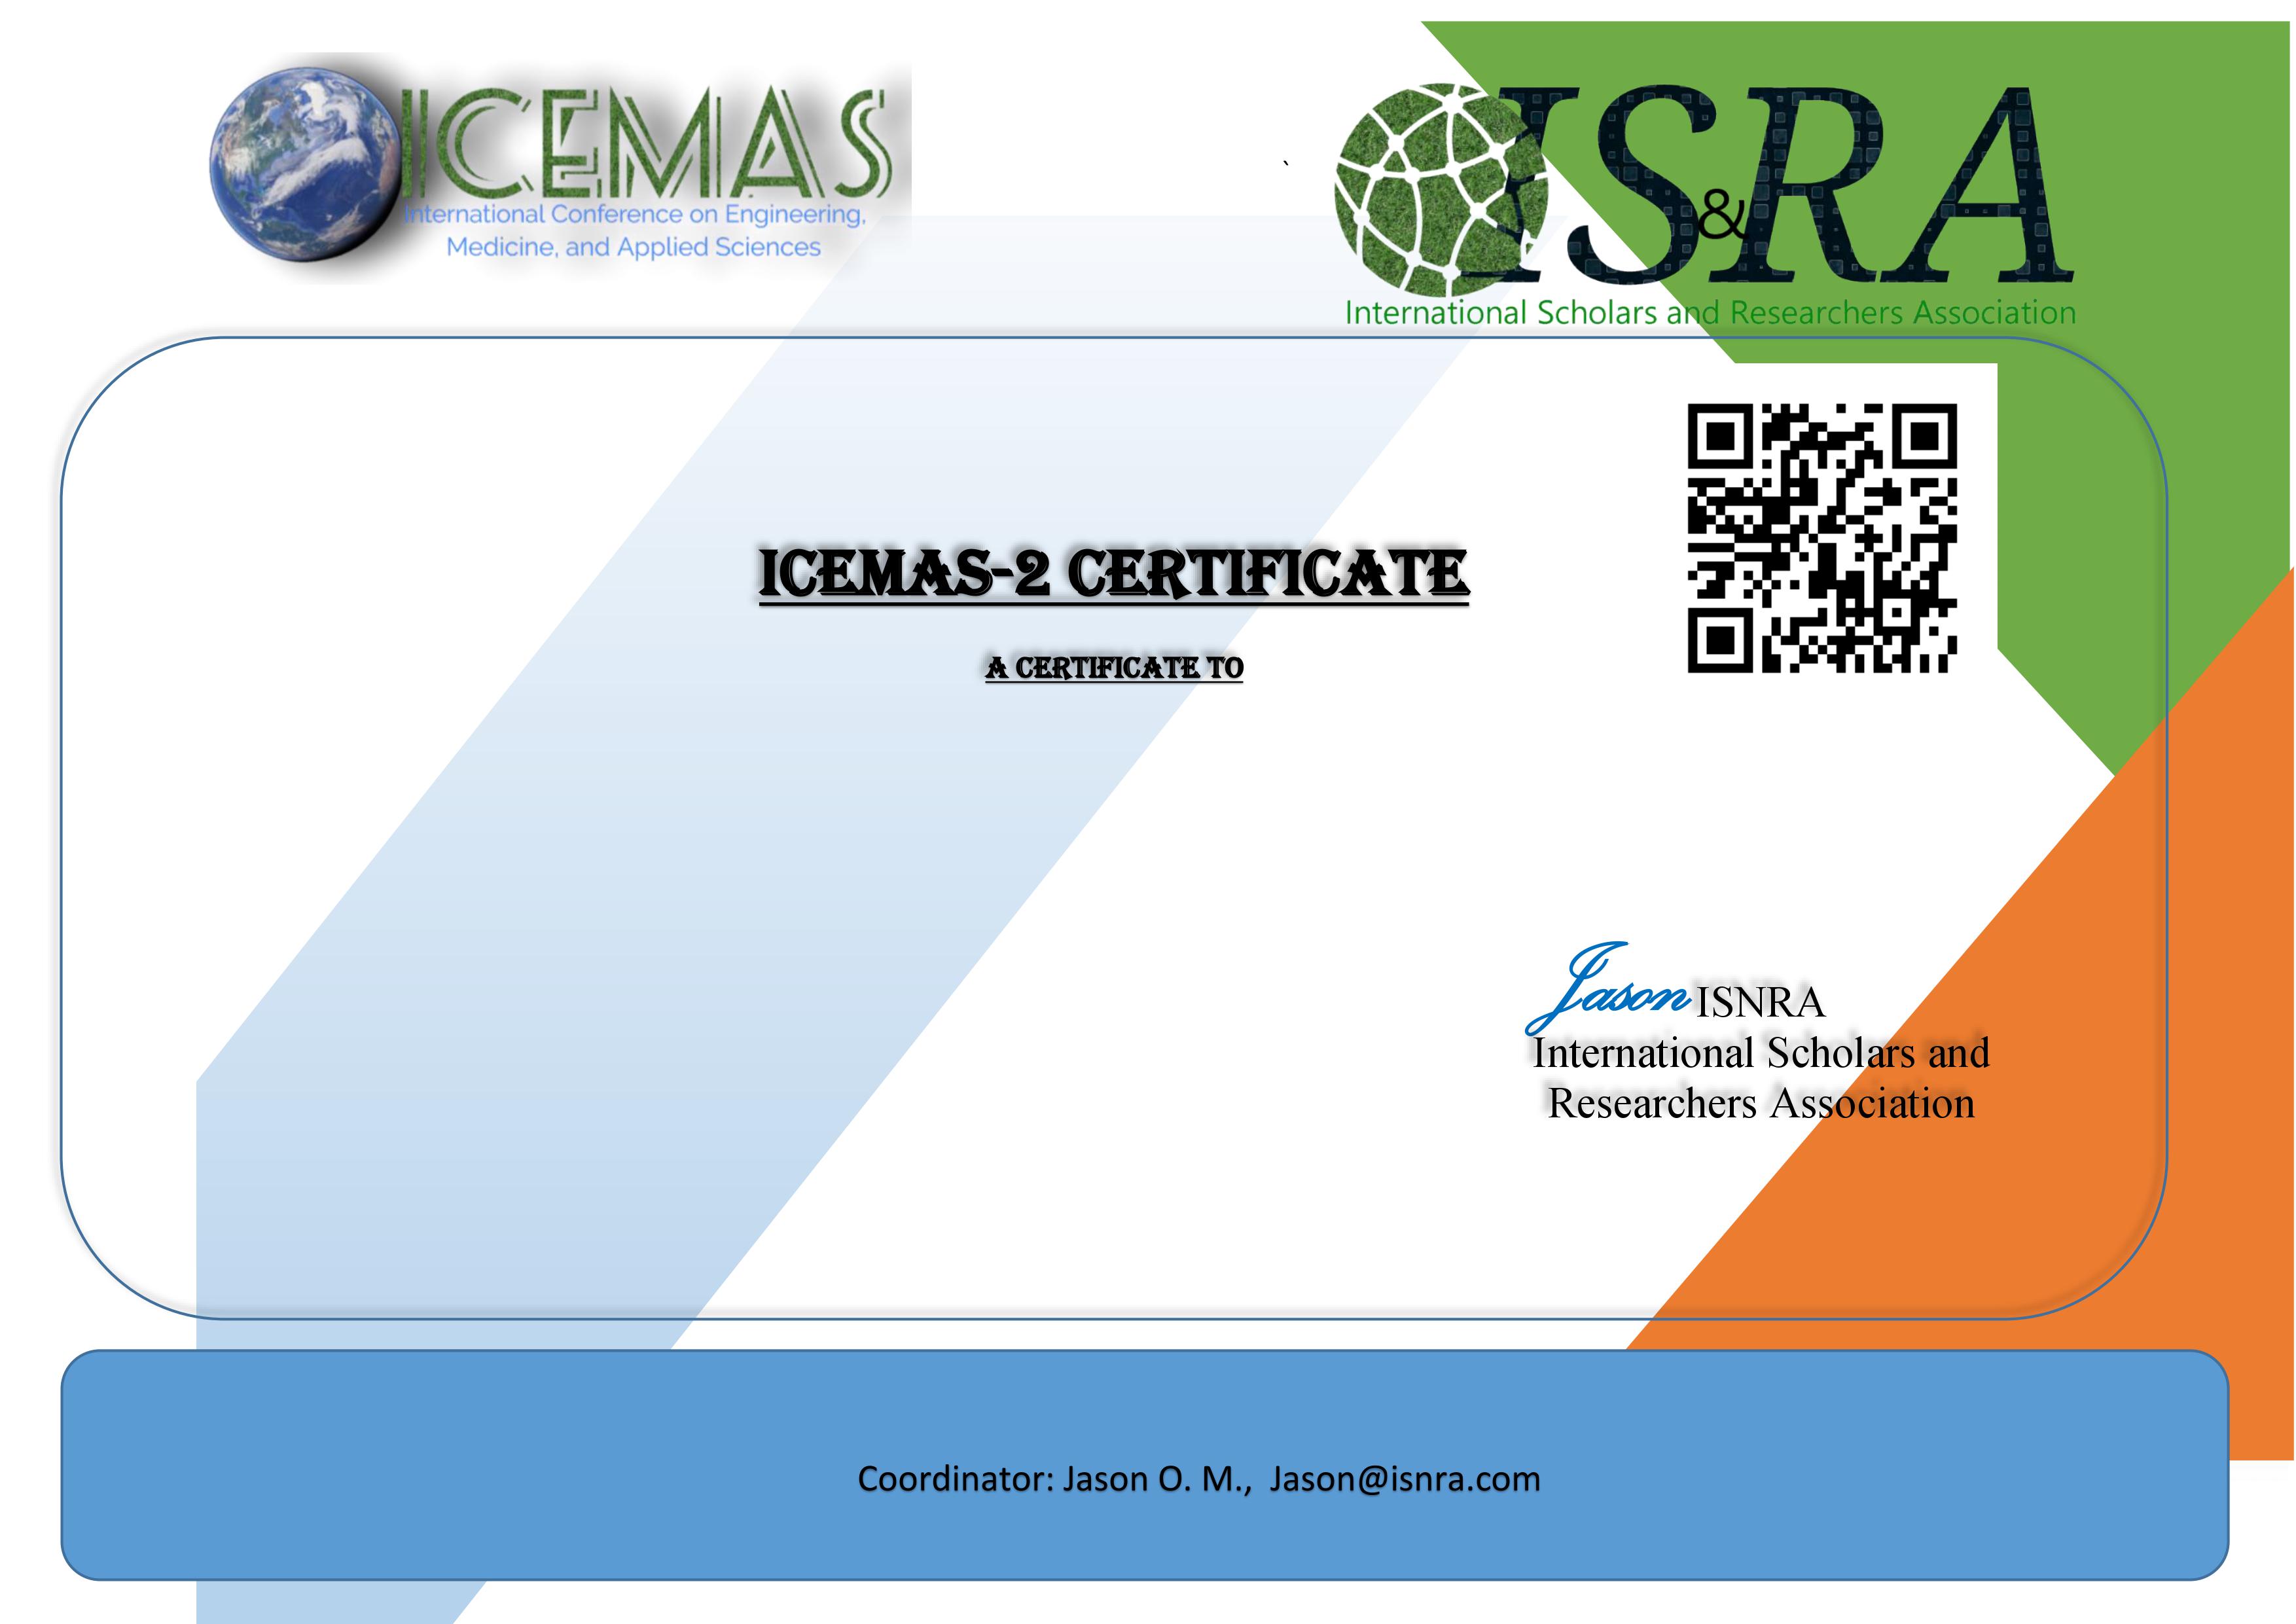 ICEMAS
International Conference on Engineering,
Medicine, and Applied Sciences
`
IS&RA
International Scholars and Researchers Association
ICEMAS-2 CERTIFICATE
A CERTIFICATE TO
Jason ISNRA
International Scholars and
Researchers Association
Coordinator: Jason O. M.,  Jason@isnra.com